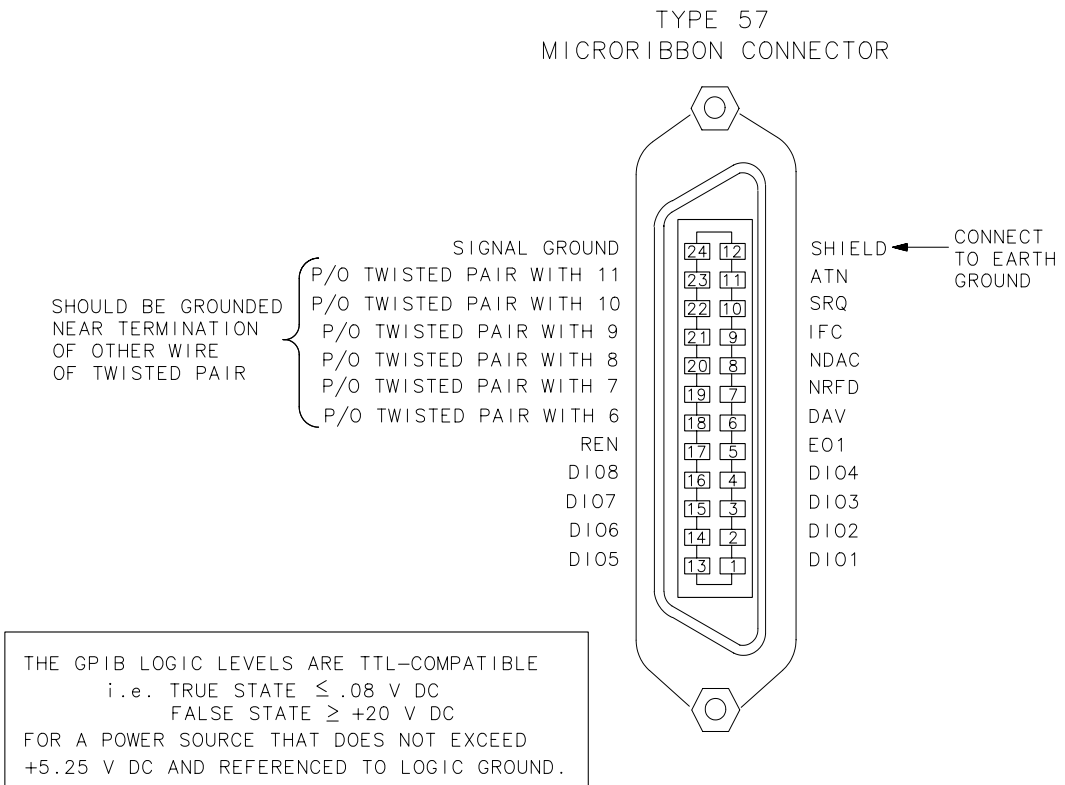 TYPE 57
MICRORIBBON CONNECTOR
SIGNAL GROUND 24 12 SHIELD CONNECT
TO EARTH
GROUND
P/O TWISTED PAIR WITH 11 23 11 ATN
P/O TWISTED PAIR WITH 10 22 10 SRQ
P/O TWISTED PAIR WITH 9 21 9 IFC
P/O TWISTED PAIR WITH 8 20 8 NDAC
P/O TWISTED PAIR WITH 7 19 7 NRFD
P/O TWISTED PAIR WITH 6 18 6 DAV
SHOULD BE GROUNDED
NEAR TERMINATION
OF OTHER WIRE
OF TWISTED PAIR
REN 17 5 EO1
DIO8 16 4 DIO4
DIO7 15 3 DIO3
DIO6 14 2 DIO2
DIO5 13 1 DIO1
THE GPIB LOGIC LEVELS ARE TTL–COMPATIBLE
i.e. TRUE STATE ≤ .08 V DC
FALSE STATE ≥ +20 V DC
FOR A POWER SOURCE THAT DOES NOT EXCEED
+5.25 V DC AND REFERENCED TO LOGIC GROUND.